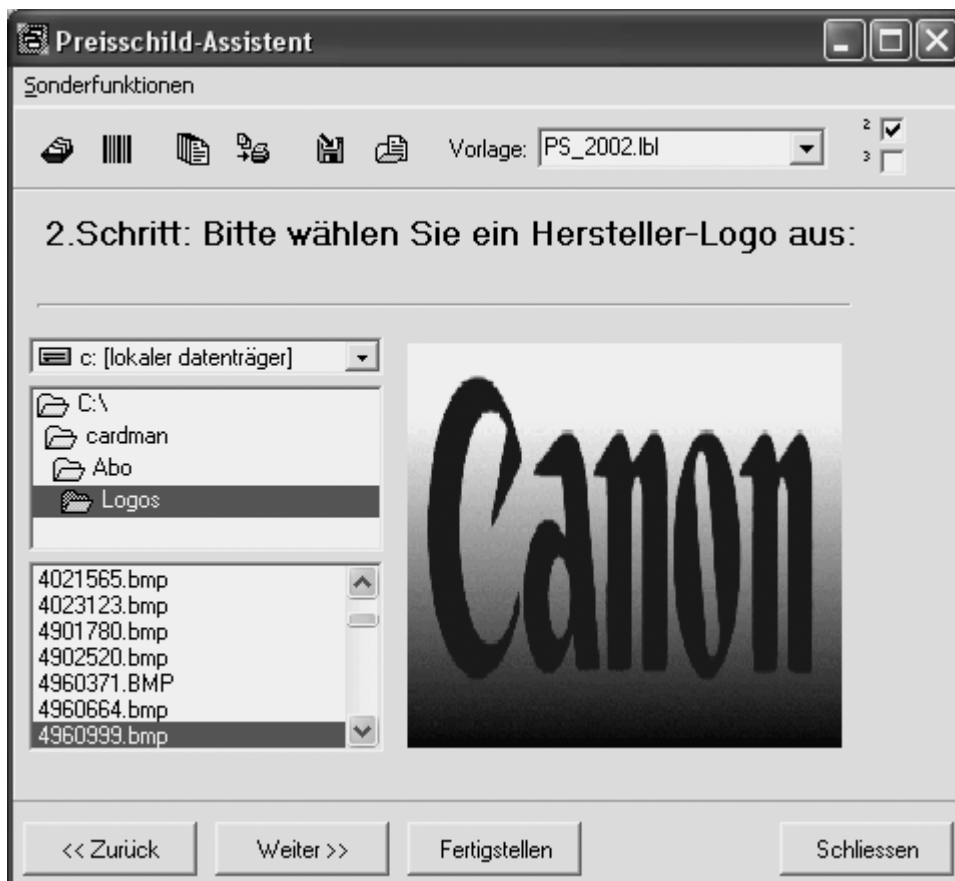 Preisschild-Assistent
Sonderfunktionen
Vorlage: PS_2002.lbl
2
3
2.Schritt: Bitte wählen Sie ein Hersteller-Logo aus:
c: [lokaler datenträger]
C:\
cardman
Abo
Logos
4021565.bmp
4023123.bmp
4901780.bmp
4902520.bmp
4960371.BMP
4960664.bmp
4960999.bmp
Canon
<< Zurück Weiter >> Fertigstellen Schliessen